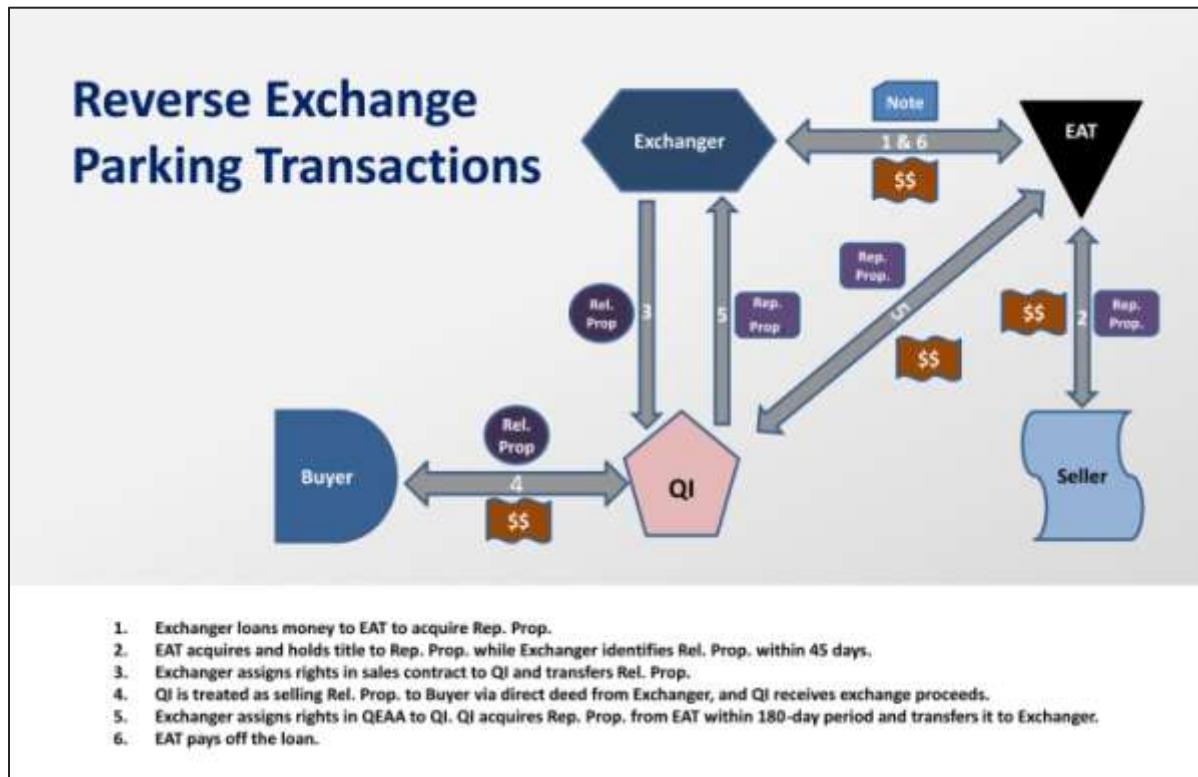 Reverse Exchange
Parking Transactions
Exchanger
Note
1 & 6
$$
EAT
Rel.
Prop
3
5
Rep.
Prop
Rep.
Prop.
5
$$
$$
2
Rep.
Prop.
Buyer
Rel.
Prop
4
$$
QI
Seller
1. Exchanger loans money to EAT to acquire Rep. Prop.
2. EAT acquires and holds title to Rep. Prop. while Exchanger identifies Rel. Prop. within 45 days.
3. Exchanger assigns rights in sales contract to QI and transfers Rel. Prop.
4. QI is treated as selling Rel. Prop. to Buyer via direct deed from Exchanger, and QI receives exchange proceeds.
5. Exchanger assigns rights in QEAA to QI. QI acquires Rep. Prop. from EAT within 180-day period and transfers it to Exchanger.
6. EAT pays off the loan.